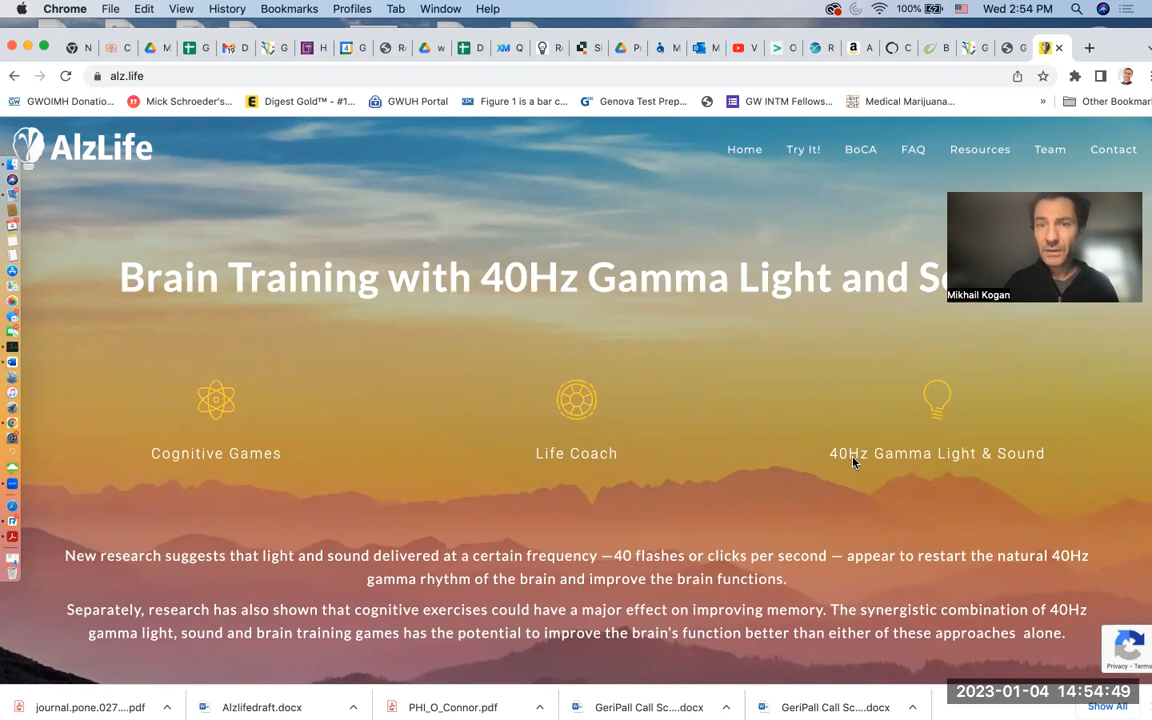 Chrome File Edit View History Bookmarks Profiles Tab Window Help 100% Wed 2:54 PM
N C M G D G H G R w D Q R Si P M M V O R A C B G G
alz.life
GWOIMH Donatio... Mick Schroeder's... Digest Gold™ - #1... GWUH Portal Figure 1 is a bar c... Genova Test Prep... GW INTM Fellows... Medical Marijuana... » Other Bookmar
AlzLife
Home Try It! BoCA FAQ Resources Team Contact
Brain Training with 40Hz Gamma Light and S
Mikhail Kogan
Cognitive Games Life Coach 40Hz Gamma Light & Sound
New research suggests that light and sound delivered at a certain frequency —40 flashes or clicks per second — appear to restart the natural 40Hz
gamma rhythm of the brain and improve the brain functions.
Separately, research has also shown that cognitive exercises could have a major effect on improving memory. The synergistic combination of 40Hz
gamma light, sound and brain training games has the potential to improve the brain's function better than either of these approaches alone.
Privacy - Terms
2023-01-04 14:54:49
journal.pone.027....pdf Alzlifedraft.docx PHI_O_Connor.pdf GeriPall Call Sc....docx GeriPall Call Sc....docx Show All